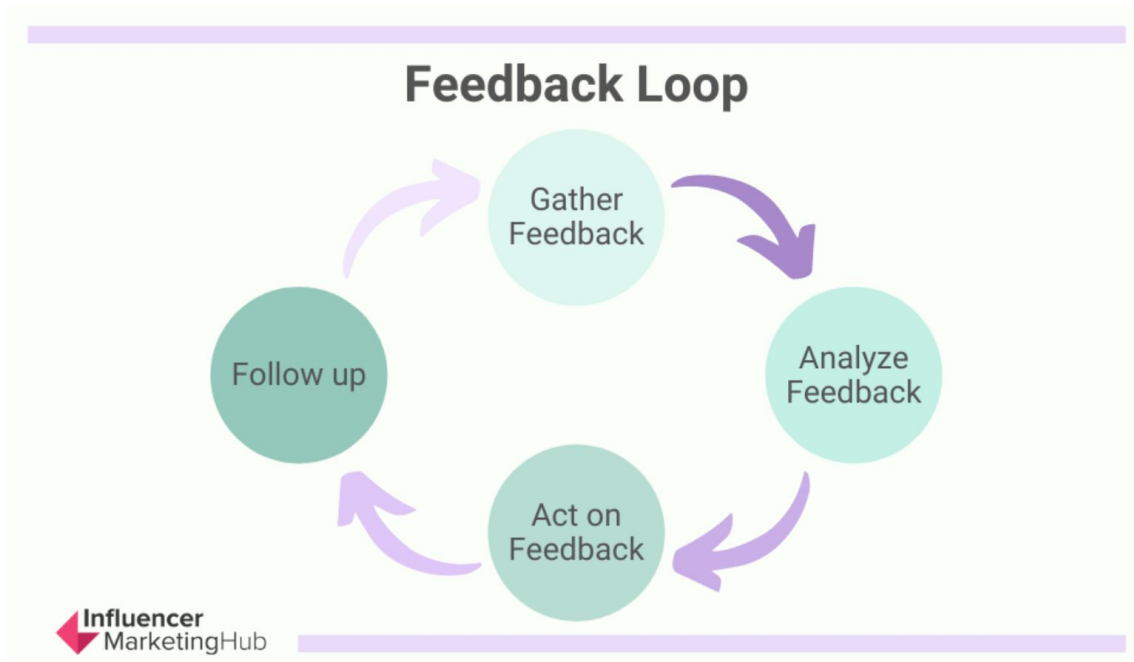 Feedback Loop
Gather
Feedback
Analyze
Feedback
Act on
Feedback
Follow up
Influencer
MarketingHub